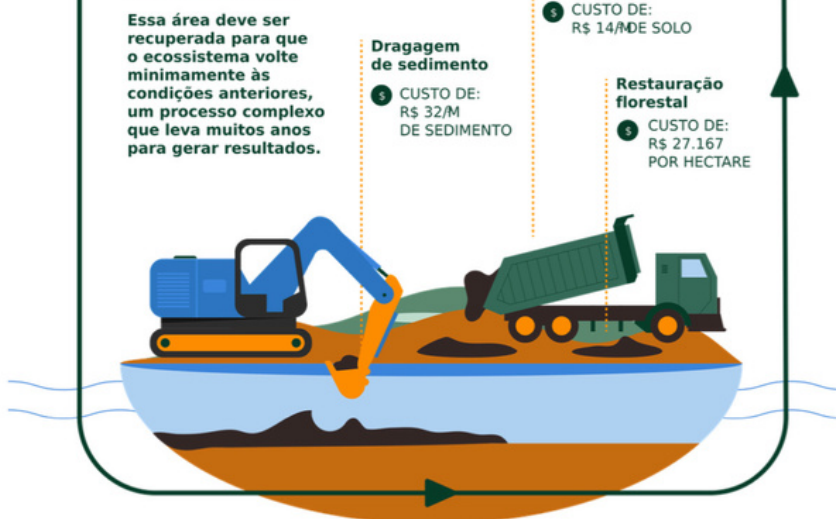 Essa área deve ser
recuperada para que
o ecossistema volte
minimamente às
condições anteriores,
um processo complexo
que leva muitos anos
para gerar resultados.
Dragagem
de sedimento
$ CUSTO DE:
R$ 32/M
DE SEDIMENTO
$ CUSTO DE:
R$ 14/M DE SOLO
Restauração
florestal
$ CUSTO DE:
R$ 27.167
POR HECTARE